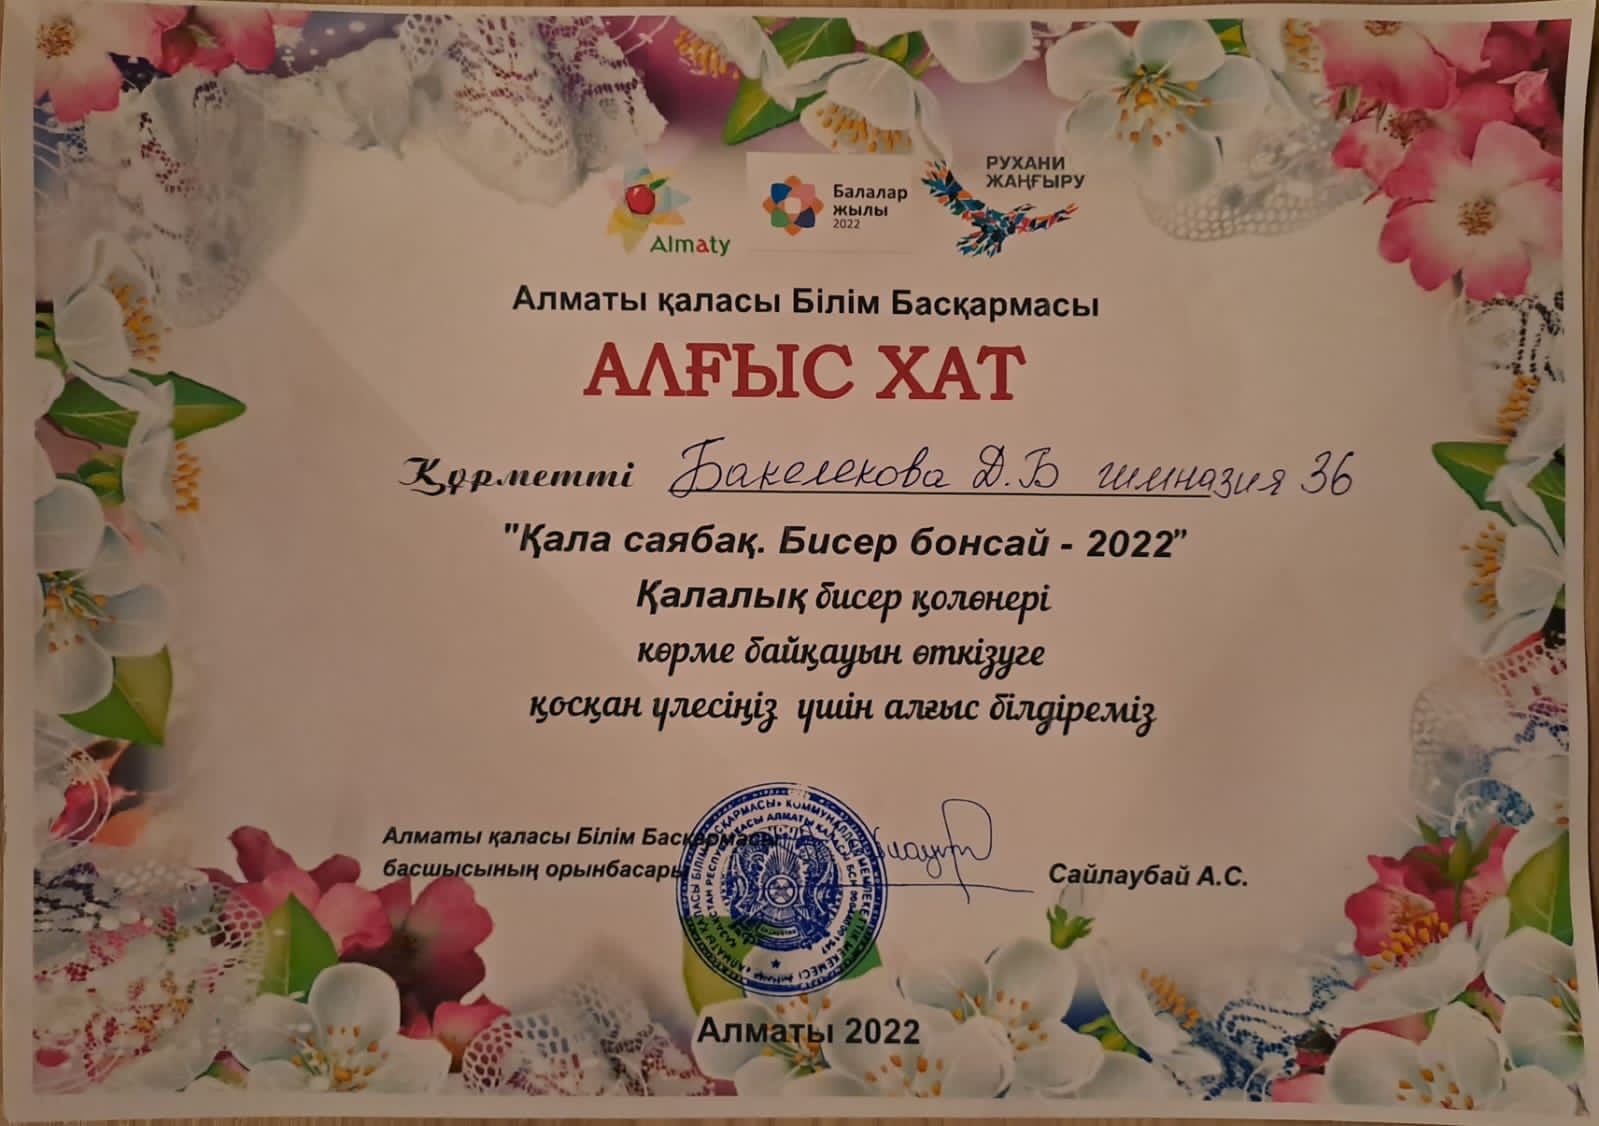 Almaty
Балалар
жылы
2022
РУХАНИ
ЖАҢҒЫРУ
Алматы қаласы Білім Басқармасы
АЛҒЫС ХАТ
Құрметті Бакелекова Д.Б гимназия 36
"Қала саябақ. Бисер бонсай - 2022”
Қалалық бисер қолөнері
көрме байқауын өткізуге
қосқан үлесіңіз үшін алғыс білдіреміз
Алматы қаласы Білім Басқармасы
басшысының орынбасары
Сайлаубай А.С.
Алматы 2022